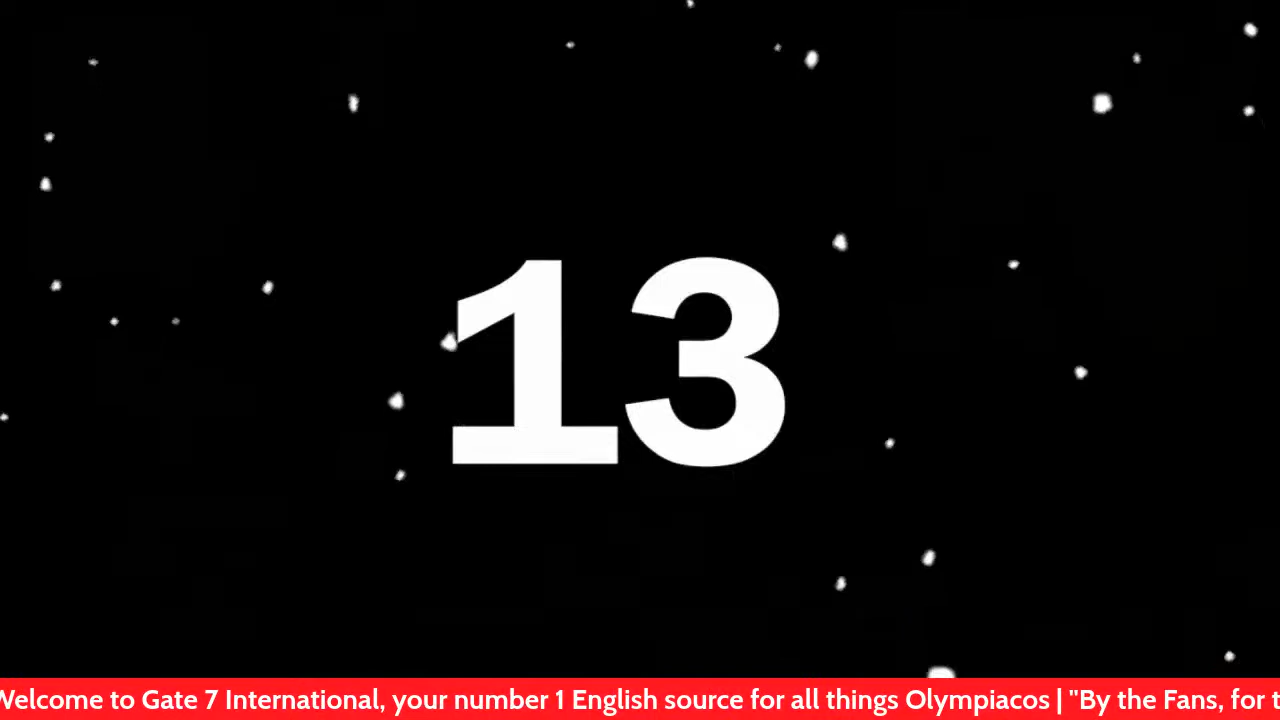 13
Welcome to Gate 7 International, your number 1 English source for all things Olympiacos | "By the Fans, for